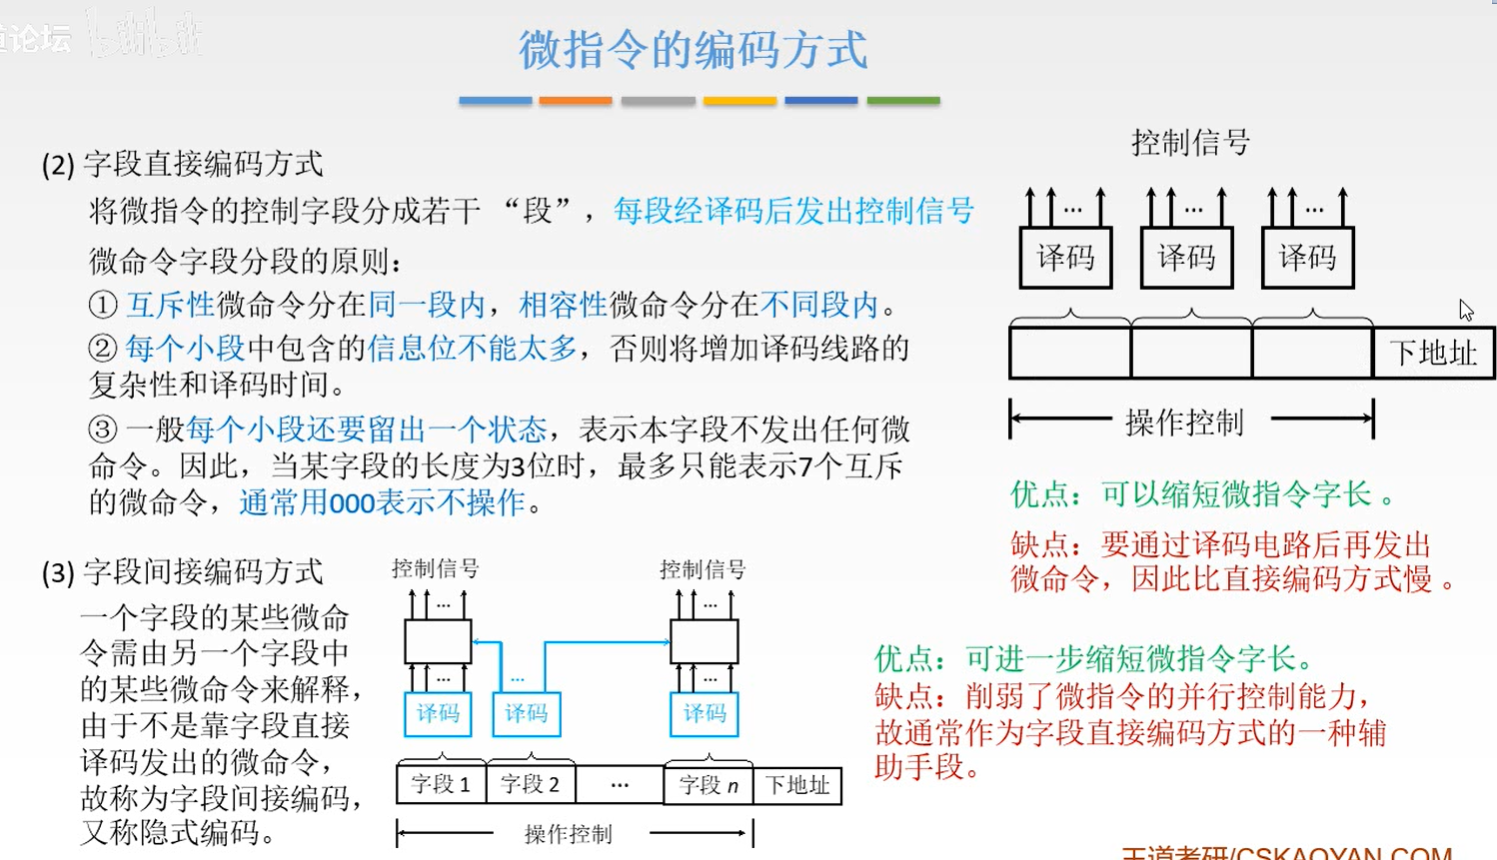 道论坛 bilibili
微指令的编码方式
(2) 字段直接编码方式
将微指令的控制字段分成若干 “段”，每段经译码后发出控制信号
微命令字段分段的原则：
① 互斥性微命令分在同一段内，相容性微命令分在不同段内。
② 每个小段中包含的信息位不能太多，否则将增加译码线路的
复杂性和译码时间。
③ 一般每个小段还要留出一个状态，表示本字段不发出任何微
命令。因此，当某字段的长度为3位时，最多只能表示7个互斥
的微命令，通常用000表示不操作。
控制信号
... ... ...
译码 译码 译码
下地址
操作控制
优点：可以缩短微指令字长 。
缺点：要通过译码电路后再发出
微命令，因此比直接编码方式慢 。
(3) 字段间接编码方式
一个字段的某些微命
令需由另一个字段中
的某些微命令来解释，
由于不是靠字段直接
译码发出的微命令，
故称为字段间接编码，
又称隐式编码。
控制信号 控制信号
... ...
... ... ...
译码 译码 译码
字段 1 字段 2 ... 字段 n 下地址
操作控制
优点：可进一步缩短微指令字长。
缺点：削弱了微指令的并行控制能力，
故通常作为字段直接编码方式的一种辅
助手段。
王道考研/CSKAOYAN.COM